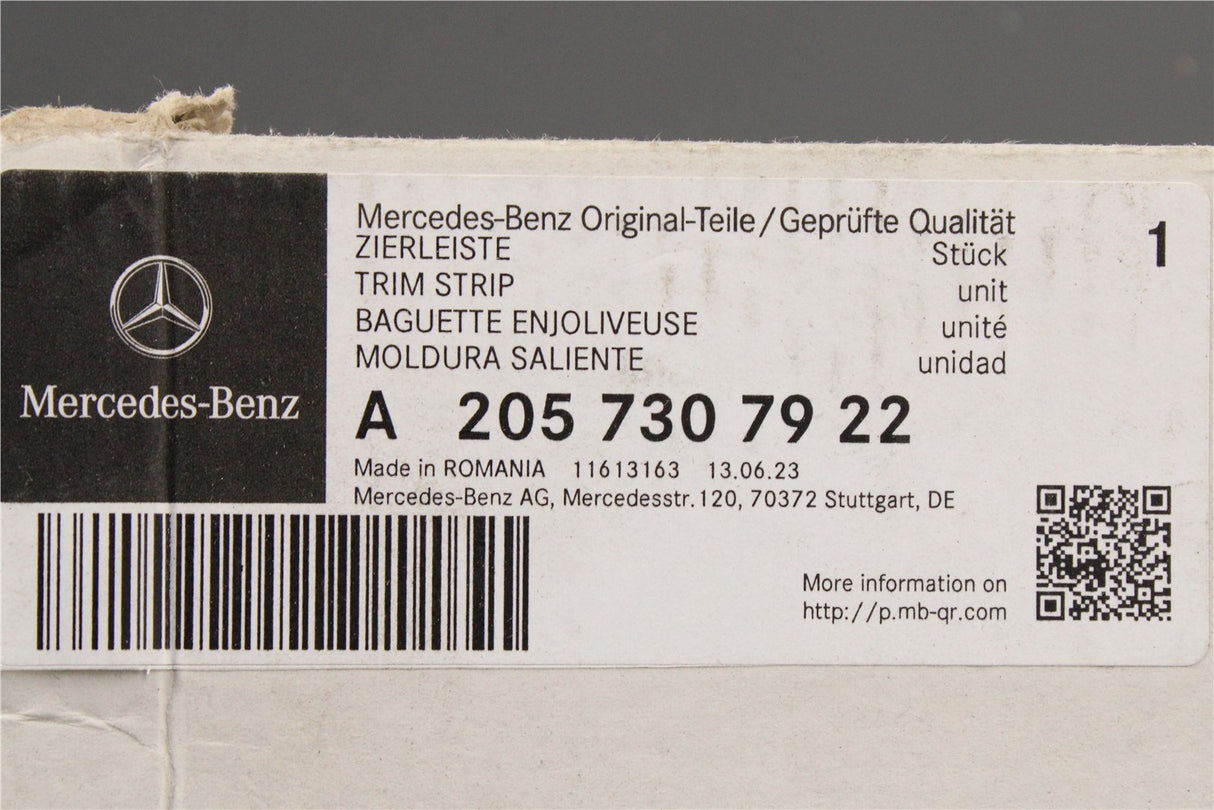 Mercedes-Benz
Mercedes-Benz Original-Teile/Geprüfte Qualität
1
ZIERLEISTE Stück
TRIM STRIP unit
BAGUETTE ENJOLIVEUSE unité
MOLDURA SALIENTE unidad
A 205 730 79 22
Made in ROMANIA 11613163 13.06.23
Mercedes-Benz AG, Mercedesstr.120, 70372 Stuttgart, DE
More information on
http://p.mb-qr.com